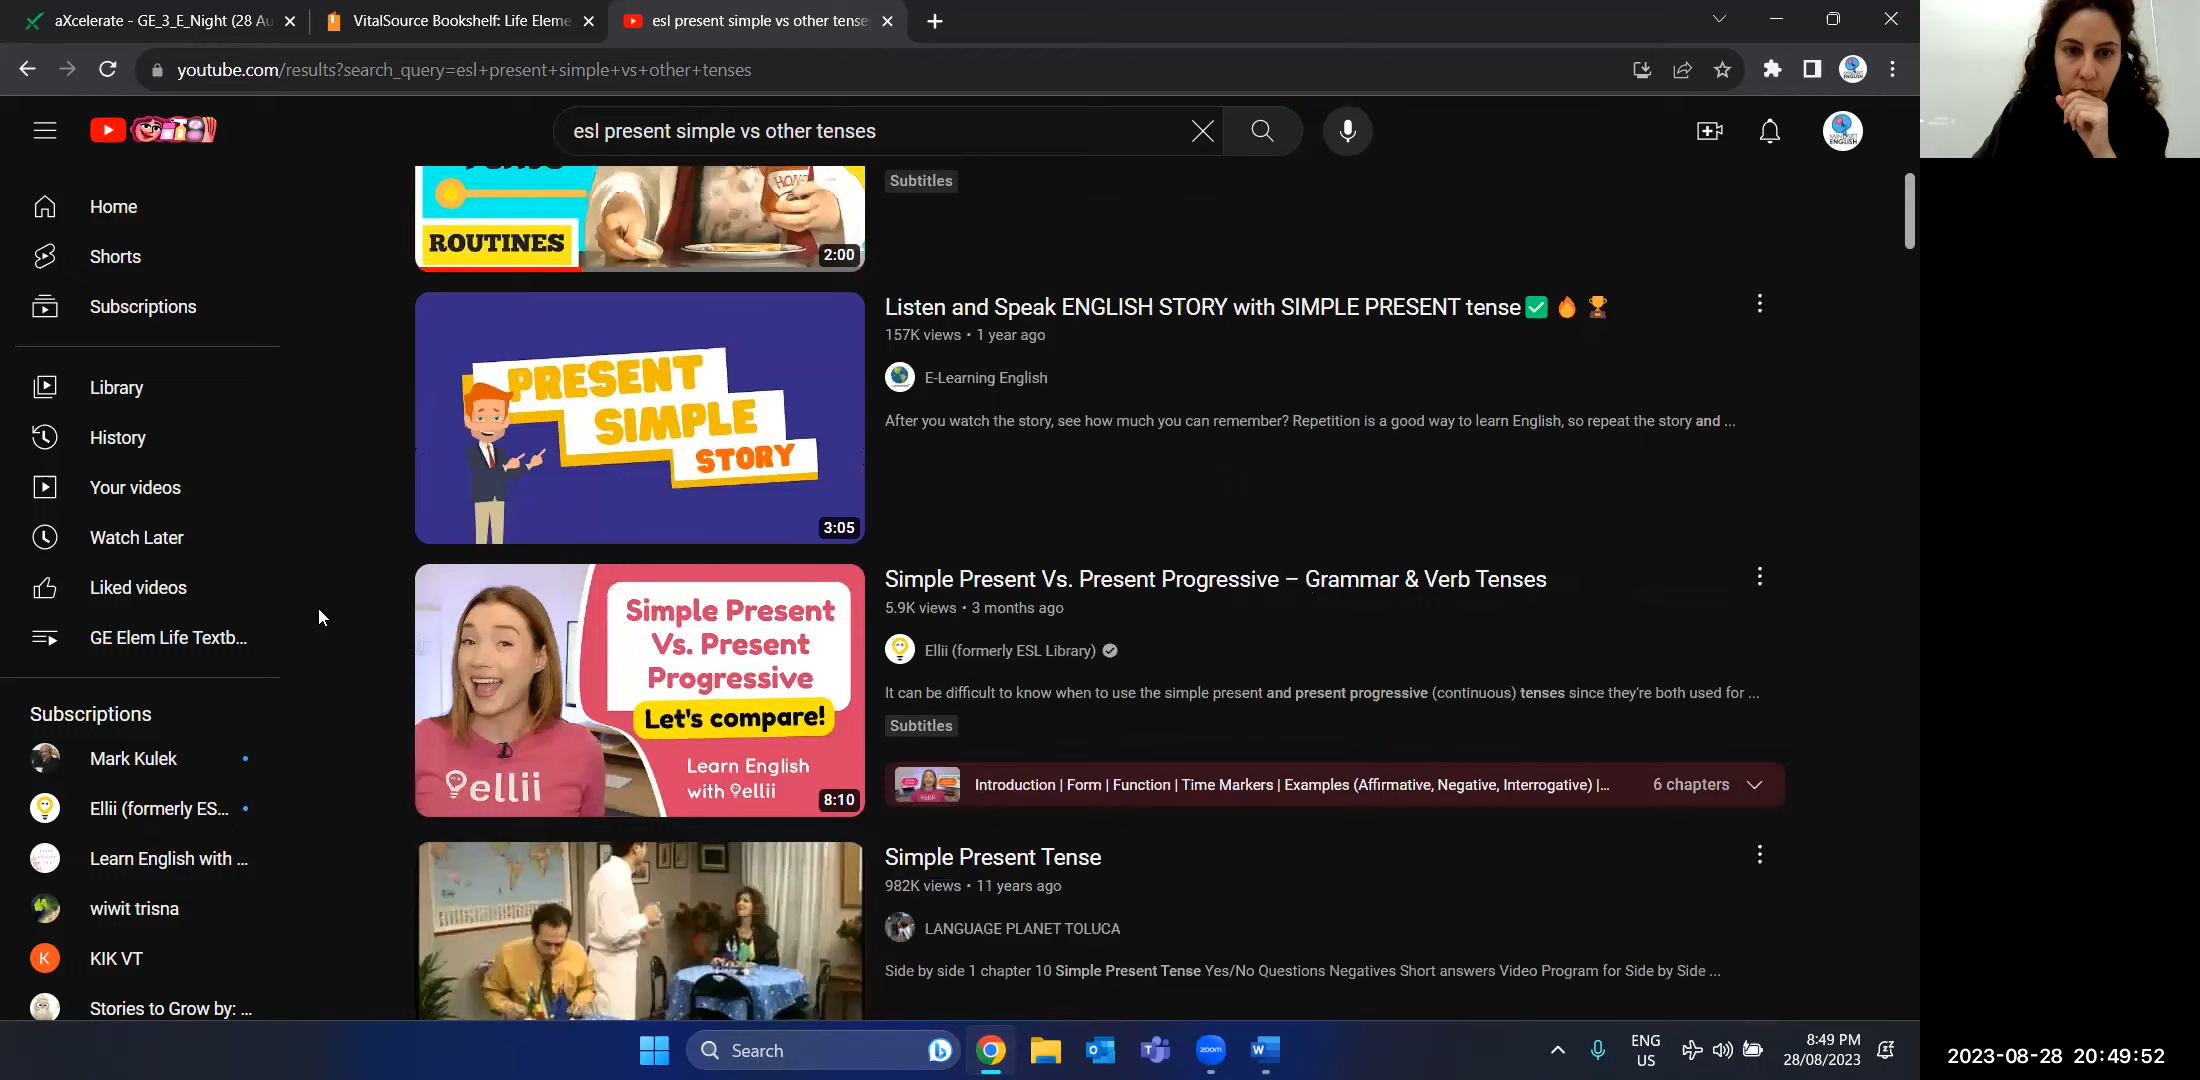 aXcelerate - GE_3_E_Night (28 Au
VitalSource Bookshelf: Life Eleme
esl present simple vs other tense
youtube.com/results?search_query=esl+present+simple+vs+other+tenses
esl present simple vs other tenses
MINDSET
ENGLISH
Home
Shorts
Subscriptions
Library
History
Your videos
Watch Later
Liked videos
GE Elem Life Textb...
Subscriptions
Mark Kulek
Ellii (formerly ES...
Learn English with ...
wiwit trisna
K
KIK VT
Stories to Grow by: ...
ROUTINES
2:00
Subtitles
PRESENT
SIMPLE
STORY
3:05
Listen and Speak ENGLISH STORY with SIMPLE PRESENT tense✅ 🔥 🏆
157K views • 1 year ago
E-Learning English
After you watch the story, see how much you can remember? Repetition is a good way to learn English, so repeat the story and ...
Simple Present
Vs. Present
Progressive
Let's compare!
Learn English
with ellii
ellii
8:10
Simple Present Vs. Present Progressive – Grammar & Verb Tenses
5.9K views • 3 months ago
Ellii (formerly ESL Library)
It can be difficult to know when to use the simple present and present progressive (continuous) tenses since they're both used for ...
Subtitles
Introduction | Form | Function | Time Markers | Examples (Affirmative, Negative, Interrogative) |...
6 chapters
Simple Present Tense
982K views • 11 years ago
LANGUAGE PLANET TOLUCA
Side by side 1 chapter 10 Simple Present Tense Yes/No Questions Negatives Short answers Video Program for Side by Side ...
Search
zoom
ENG
US
8:49 PM
28/08/2023
2023-08-28 20:49:52